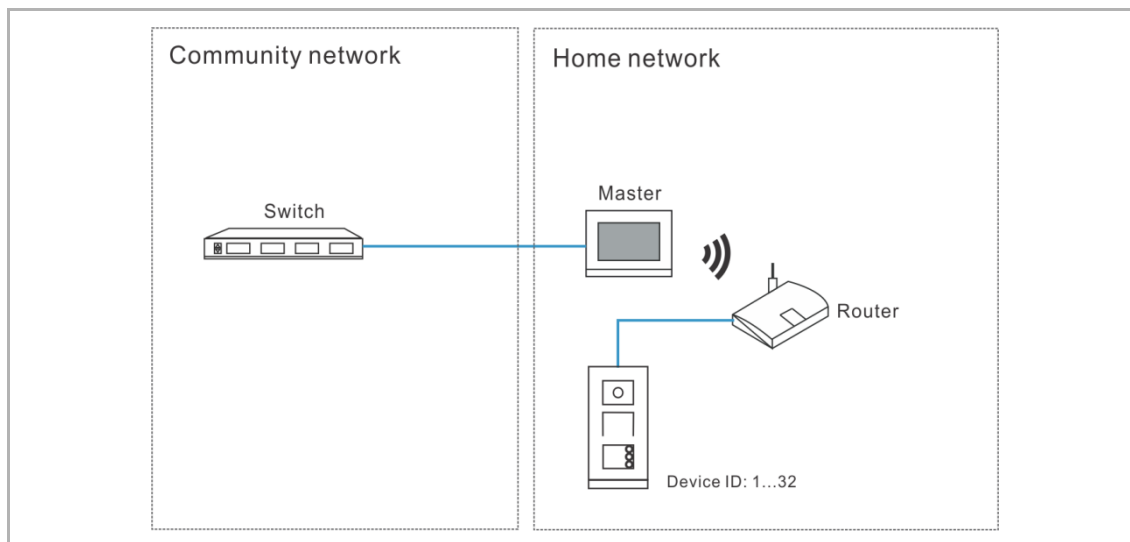 Community network
Home network
Switch
Master
Router
Device ID: 1...32